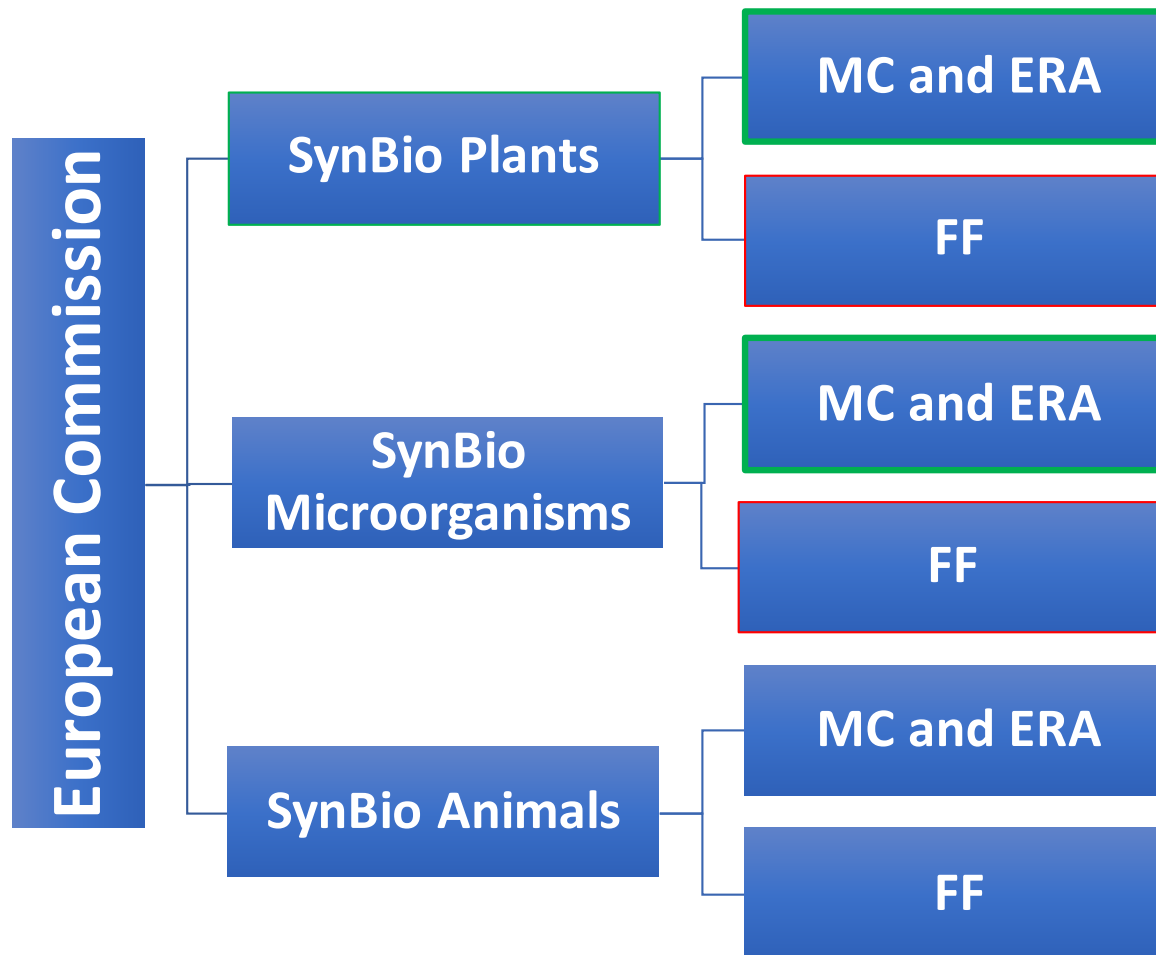 European Commission
SynBio Plants
MC and ERA
FF
SynBio
Microorganisms
MC and ERA
FF
SynBio Animals
MC and ERA
FF